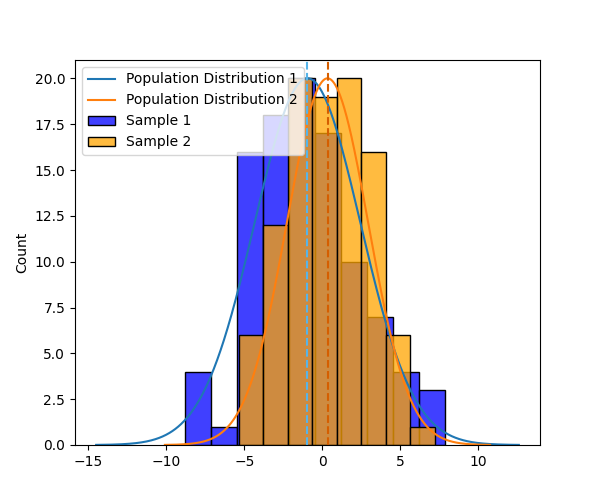 Population Distribution 1
Population Distribution 2
Sample 1
Sample 2
20.0
17.5
15.0
12.5
10.0
7.5
5.0
2.5
0.0
Count
−15 −10 −5 0 5 10